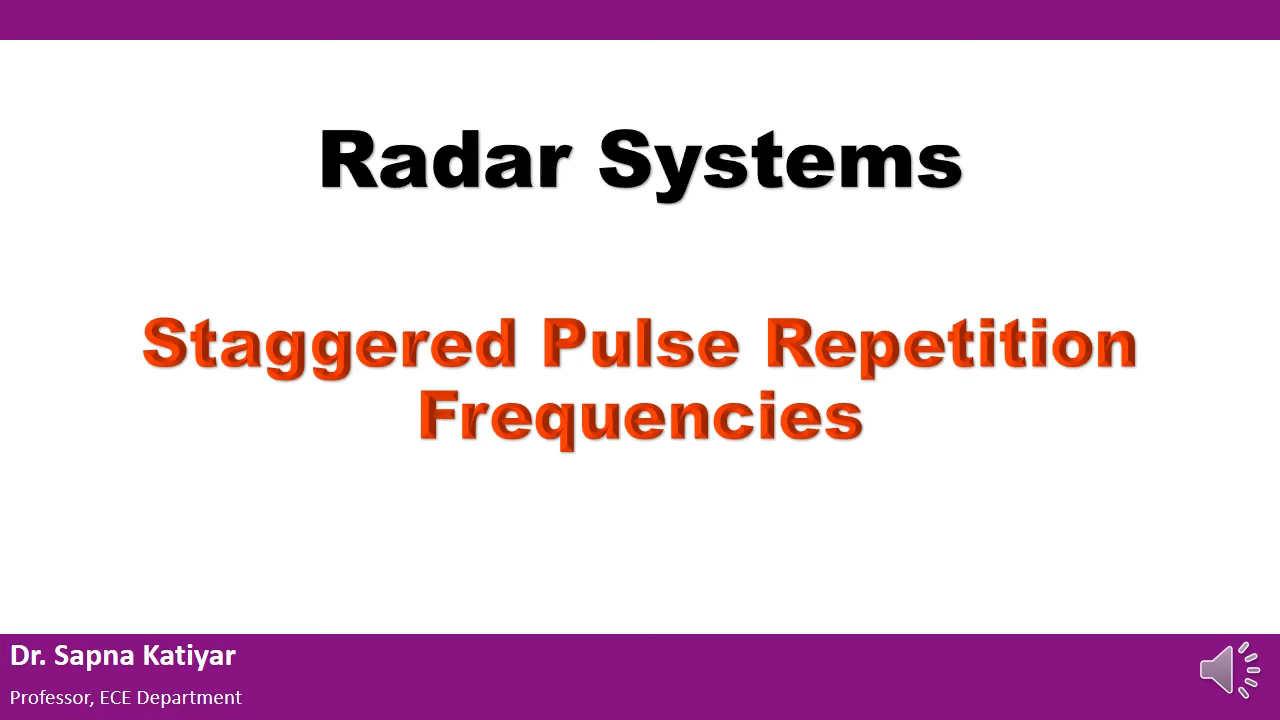 Radar Systems
Staggered Pulse Repetition
Frequencies
Dr. Sapna Katiyar
Professor, ECE Department